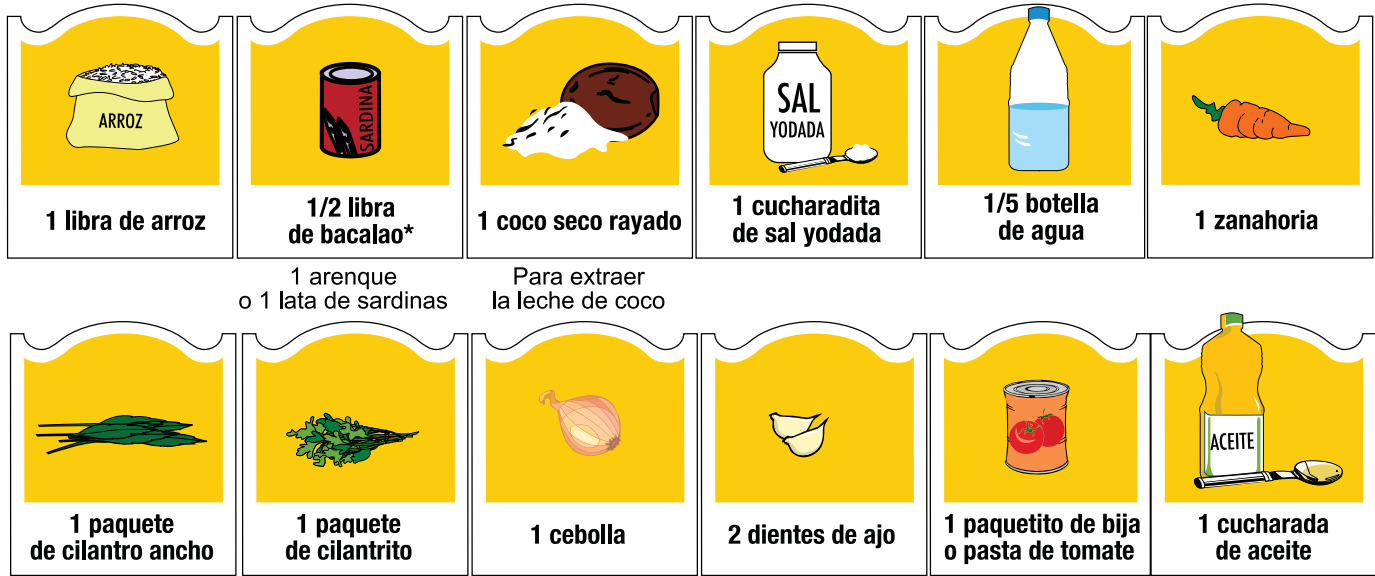 ARROZ
1 libra de arroz
SARDINA
1/2 libra
de bacalao*
1 arenque
o 1 lata de sardinas
1 coco seco rayado
Para extraer
la leche de coco
SAL
YODADA
1 cucharadita
de sal yodada
1/5 botella
de agua
1 zanahoria
1 paquete
de cilantro ancho
1 paquete
de cilantrito
1 cebolla
2 dientes de ajo
1 paquetito de bija
o pasta de tomate
ACEITE
1 cucharada
de aceite